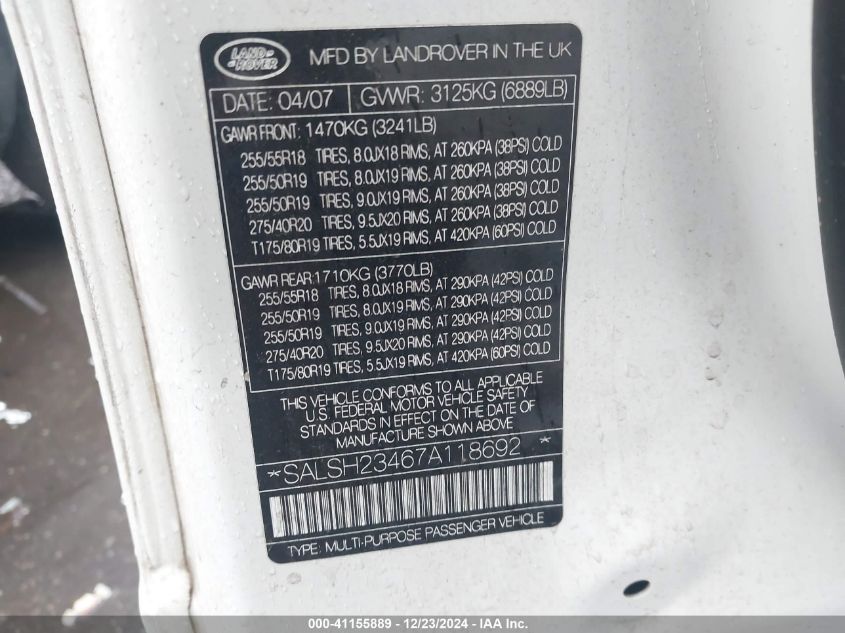 LAND-
-ROVER
MFD BY LANDROVER IN THE UK
DATE: 04/07 GVWR: 3125KG (6889LB)
GAWR FRONT: 1470KG (3241LB)
255/55R18 TIRES, 8.0JX18 RIMS, AT 260KPA (38PSI) COLD
255/50R19 TIRES, 8.0JX19 RIMS, AT 260KPA (38PSI) COLD
255/50R19 TIRES, 9.0JX19 RIMS, AT 260KPA (38PSI) COLD
275/40R20 TIRES, 9.5JX20 RIMS, AT 260KPA (38PSI) COLD
T175/80R19 TIRES, 5.5JX19 RIMS, AT 420KPA (60PSI) COLD
GAWR REAR:1710KG (3770LB)
255/55R18 TIRES, 8.0JX18 RIMS, AT 290KPA (42PSI) COLD
255/50R19 TIRES, 8.0JX19 RIMS, AT 290KPA (42PSI) COLD
255/50R19 TIRES, 9.0JX19 RIMS, AT 290KPA (42PSI) COLD
275/40R20 TIRES, 9.5JX20 RIMS, AT 290KPA (42PSI) COLD
T175/80R19 TIRES, 5.5JX19 RIMS, AT 420KPA (60PSI) COLD
THIS VEHICLE CONFORMS TO ALL APPLICABLE
U.S. FEDERAL MOTOR VEHICLE SAFETY
STANDARDS IN EFFECT ON THE DATE OF
MANUFACTURE SHOWN ABOVE
*SALSH23467A118692 *
TYPE: MULTI-PURPOSE PASSENGER VEHICLE
000-41155889 - 12/23/2024 - IAA Inc.